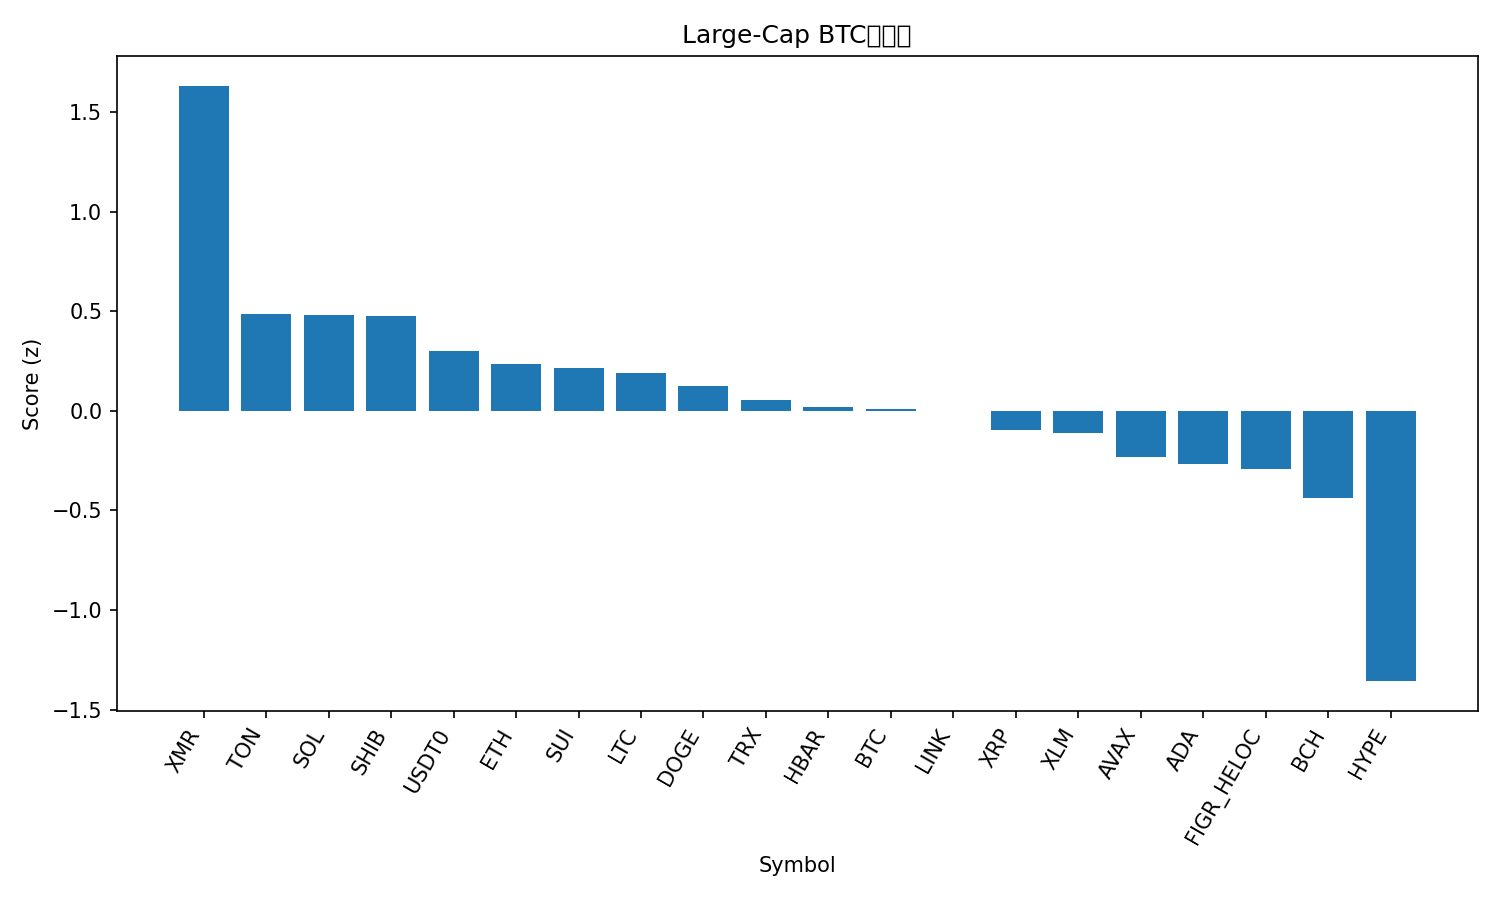 Large-Cap BTC
Score (z)
1.5
1.0
0.5
0.0
−0.5
−1.0
−1.5
XMR
TON
SOL
SHIB
USDT0
ETH
SUI
LTC
DOGE
TRX
HBAR
BTC
LINK
XRP
XLM
AVAX
ADA
FIGR_HELOC
BCH
HYPE
Symbol